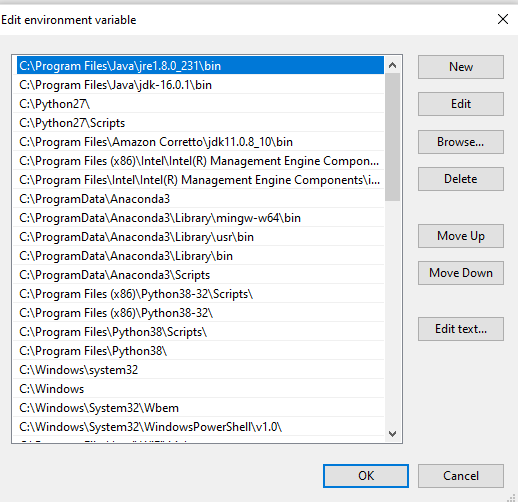 Edit environment variable
C:\Program Files\Java\jre1.8.0_231\bin
C:\Program Files\Java\jdk-16.0.1\bin
C:\Python27\
C:\Python27\Scripts
C:\Program Files\Amazon Corretto\jdk11.0.8_10\bin
C:\Program Files (x86)\Intel\Intel(R) Management Engine Compon...
C:\Program Files\Intel\Intel(R) Management Engine Components\i...
C:\ProgramData\Anaconda3
C:\ProgramData\Anaconda3\Library\mingw-w64\bin
C:\ProgramData\Anaconda3\Library\usr\bin
C:\ProgramData\Anaconda3\Library\bin
C:\ProgramData\Anaconda3\Scripts
C:\Program Files (x86)\Python38-32\Scripts\
C:\Program Files (x86)\Python38-32\
C:\Program Files\Python38\Scripts\
C:\Program Files\Python38\
C:\Windows\system32
C:\Windows
C:\Windows\System32\Wbem
C:\Windows\System32\WindowsPowerShell\v1.0\
New
Edit
Browse...
Delete
Move Up
Move Down
Edit text...
OK
Cancel